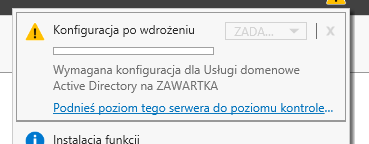 Konfiguracja po wdrożeniu
ZADA...
X
Wymagana konfiguracja dla Usługi domenowe
Active Directory na ZAWARTKA
Podnieś poziom tego serwera do poziomu kontrole...
Instalacja funkcji